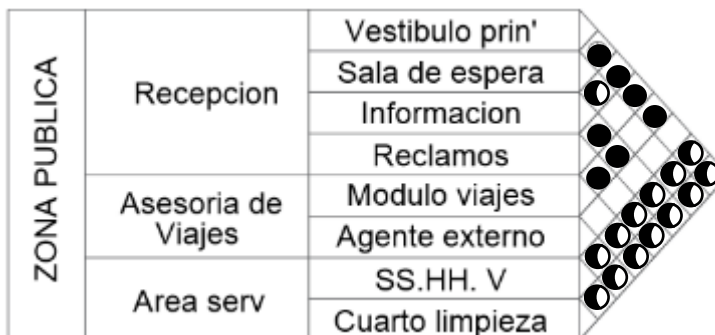 ZONA PUBLICA
Recepcion
Vestibulo prin'
Sala de espera
Informacion
Reclamos
Asesoria de
Viajes
Modulo viajes
Agente externo
Area serv
SS.HH. V
Cuarto limpieza